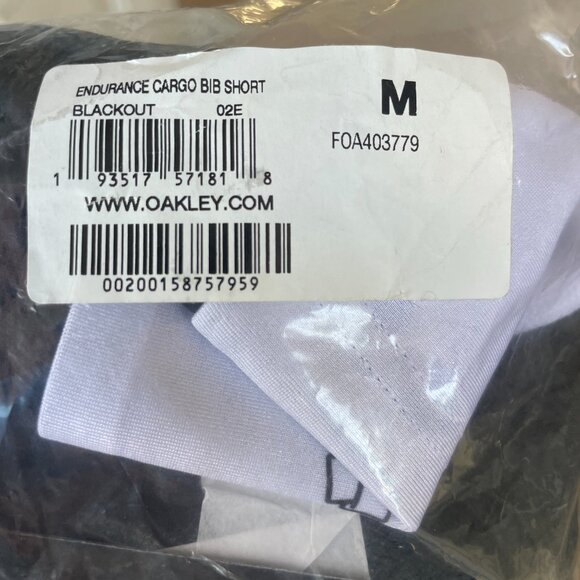 ENDURANCE CARGO BIB SHORT
BLACKOUT 02E
M
FOA403779
1 93517 57181 8
WWW.OAKLEY.COM
00200158757959